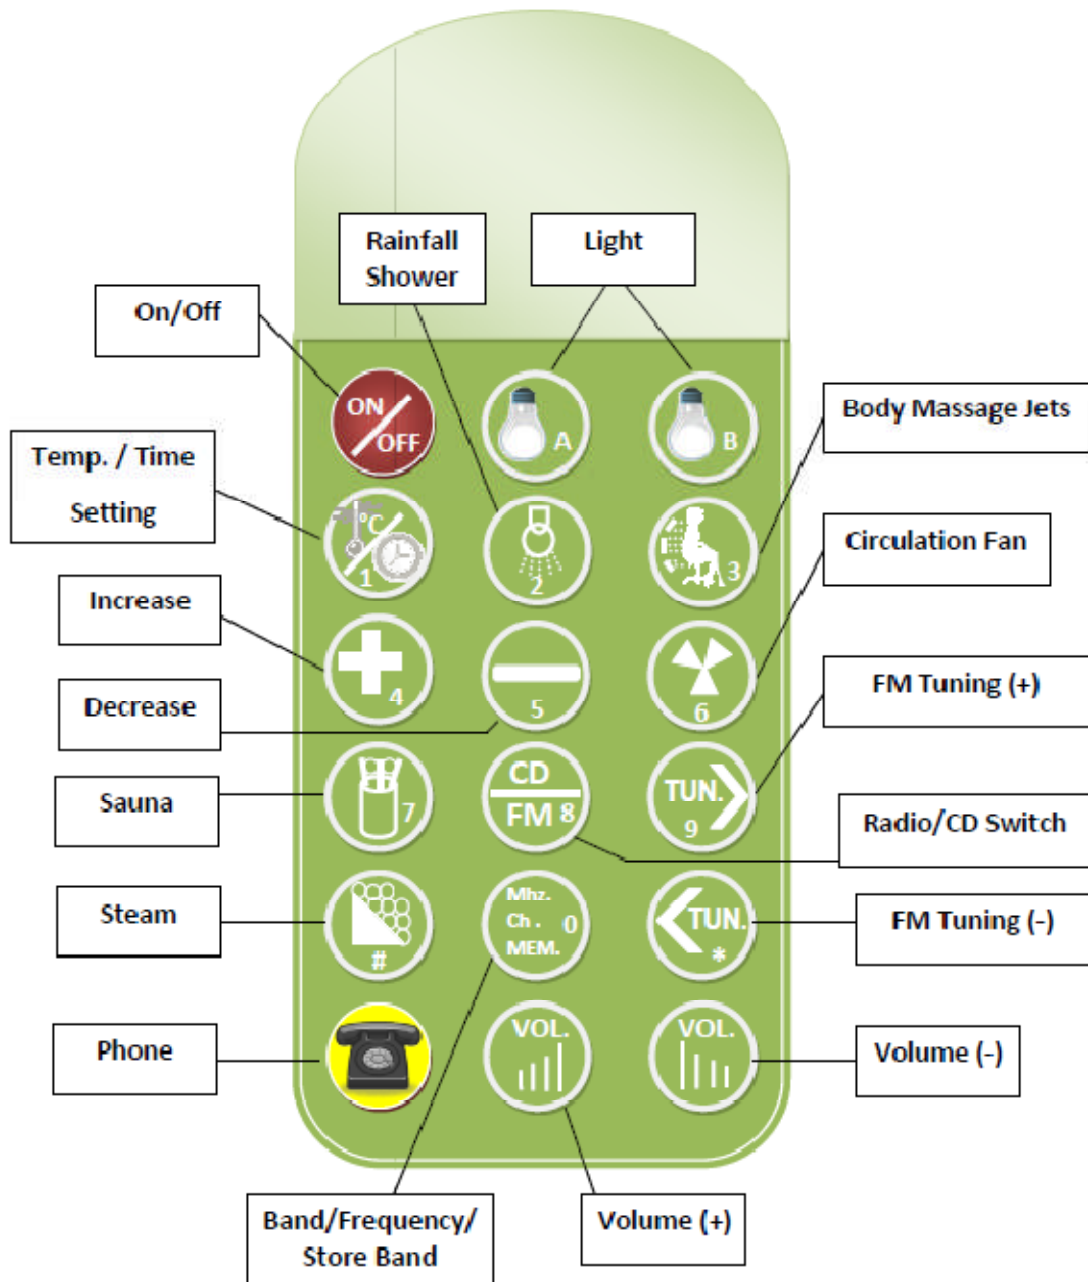 Rainfall
Shower
Light
On/Off
ON
OFF
A
B
Body Massage Jets
Temp. / Time
Setting
°C
1
2
3
Circulation Fan
Increase
4
5
6
FM Tuning (+)
Decrease
CD
FM 8
7
TUN.
9
Sauna
Radio/CD Switch
Steam
#
Mhz.
Ch .
MEM.
0
TUN.
*
FM Tuning (-)
Phone
VOL.
VOL.
Volume (-)
Band/Frequency/
Store Band
Volume (+)